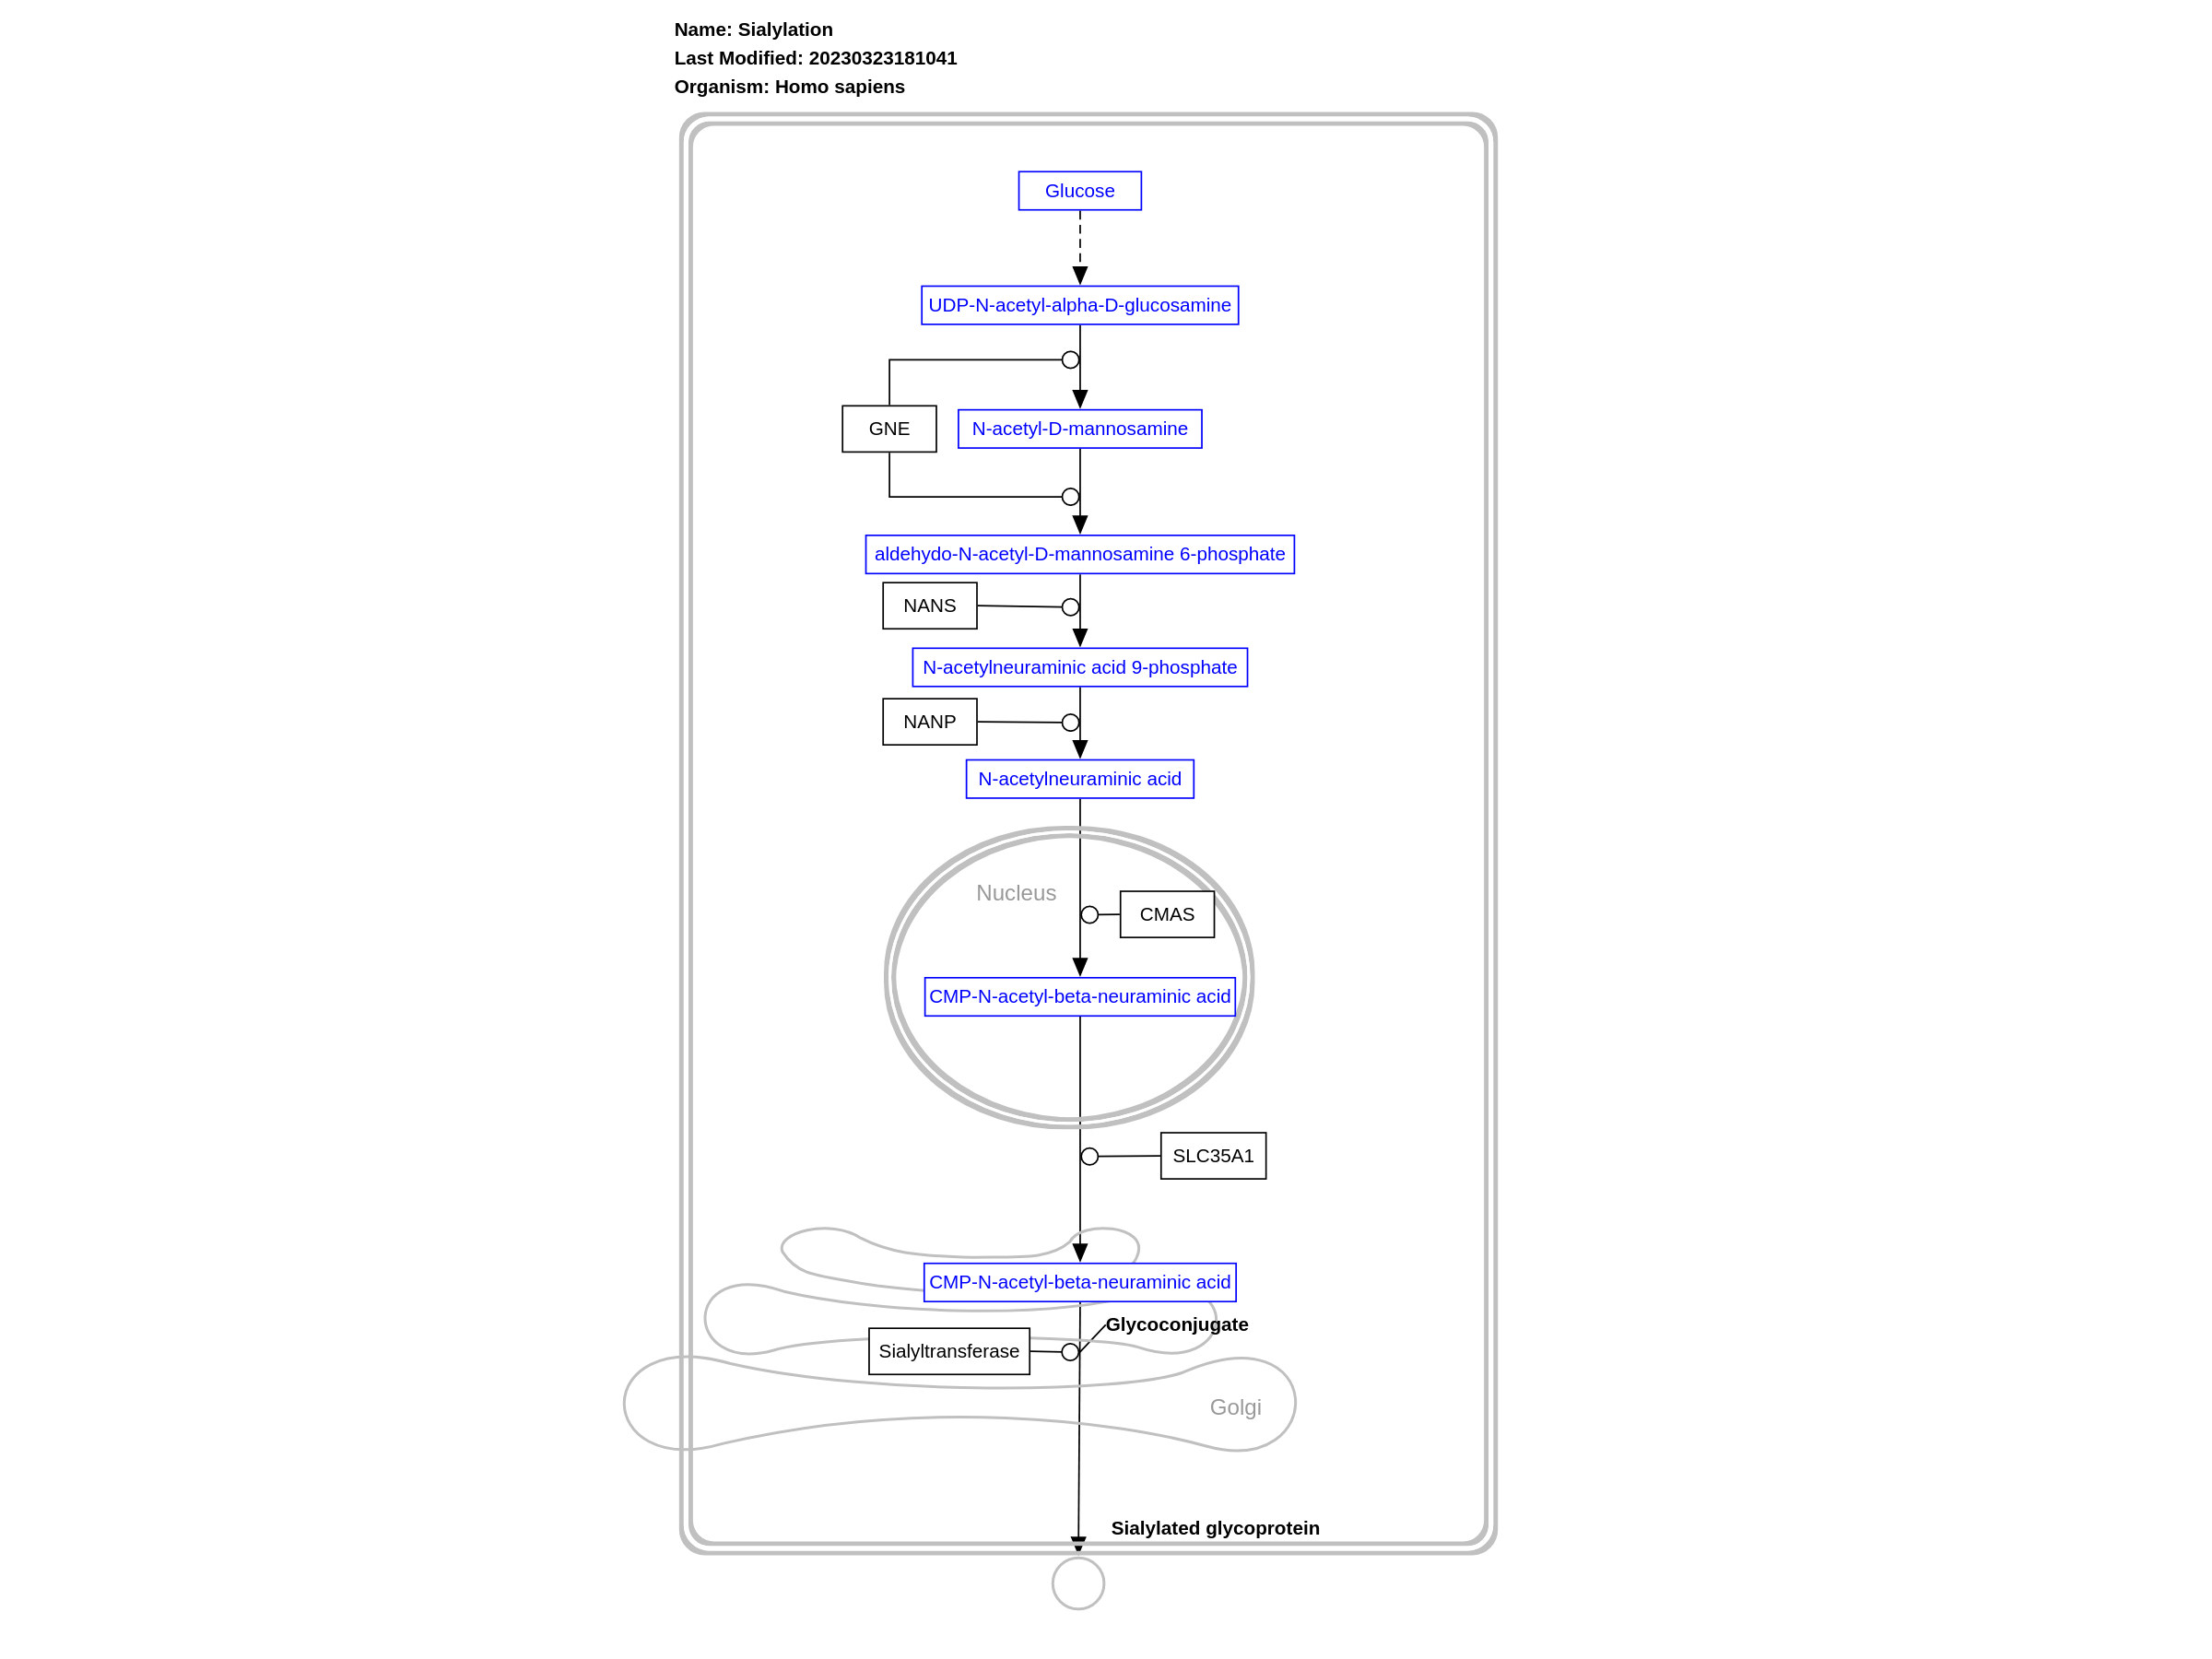 Name: Sialylation
Last Modified: 20230323181041
Organism: Homo sapiens
Glucose
UDP-N-acetyl-alpha-D-glucosamine
GNE
N-acetyl-D-mannosamine
aldehydo-N-acetyl-D-mannosamine 6-phosphate
NANS
N-acetylneuraminic acid 9-phosphate
NANP
N-acetylneuraminic acid
Nucleus
CMAS
CMP-N-acetyl-beta-neuraminic acid
SLC35A1
CMP-N-acetyl-beta-neuraminic acid
Glycoconjugate
Sialyltransferase
Golgi
Sialylated glycoprotein